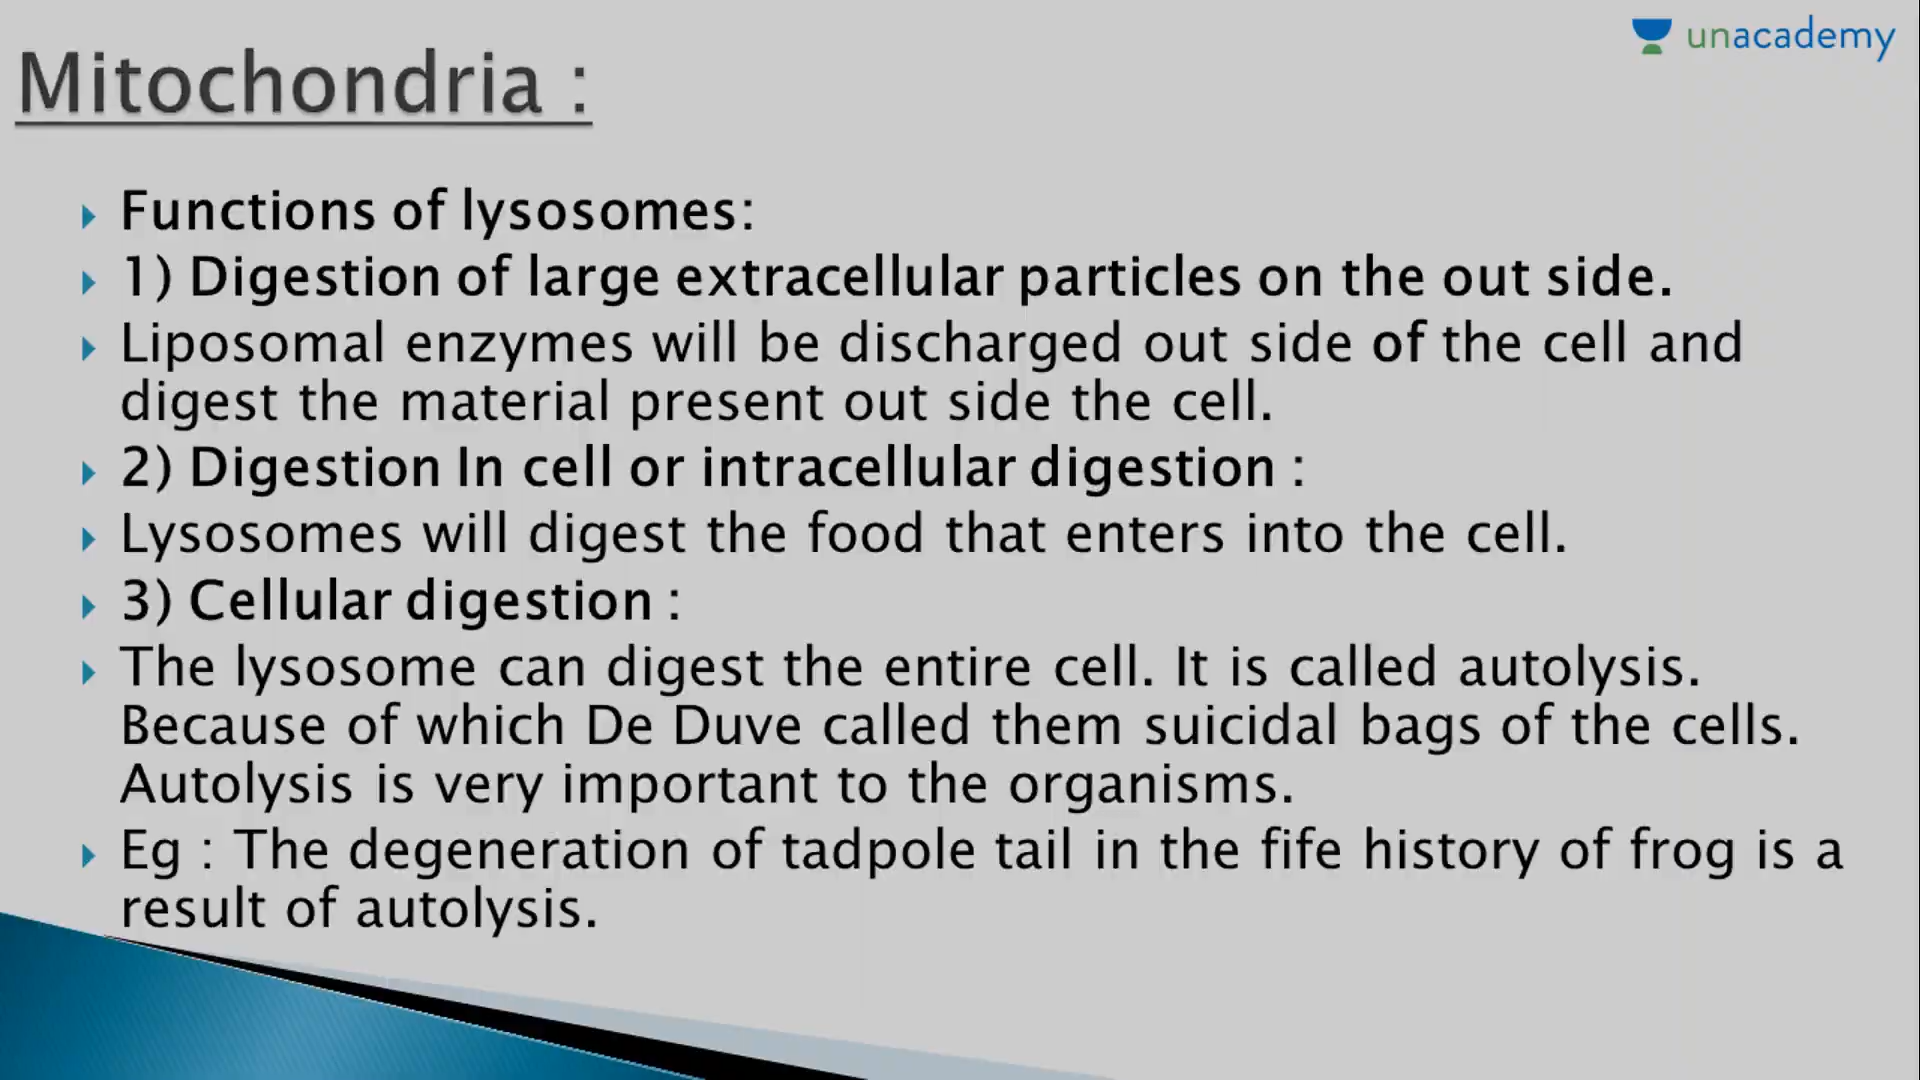 unacademy
Mitochondria :
Functions of lysosomes:
1) Digestion of large extracellular particles on the out side.
Liposomal enzymes will be discharged out side of the cell and
digest the material present out side the cell.
2) Digestion In cell or intracellular digestion :
Lysosomes will digest the food that enters into the cell.
3) Cellular digestion :
The lysosome can digest the entire cell. It is called autolysis.
Because of which De Duve called them suicidal bags of the cells.
Autolysis is very important to the organisms.
Eg : The degeneration of tadpole tail in the fife history of frog is a
result of autolysis.